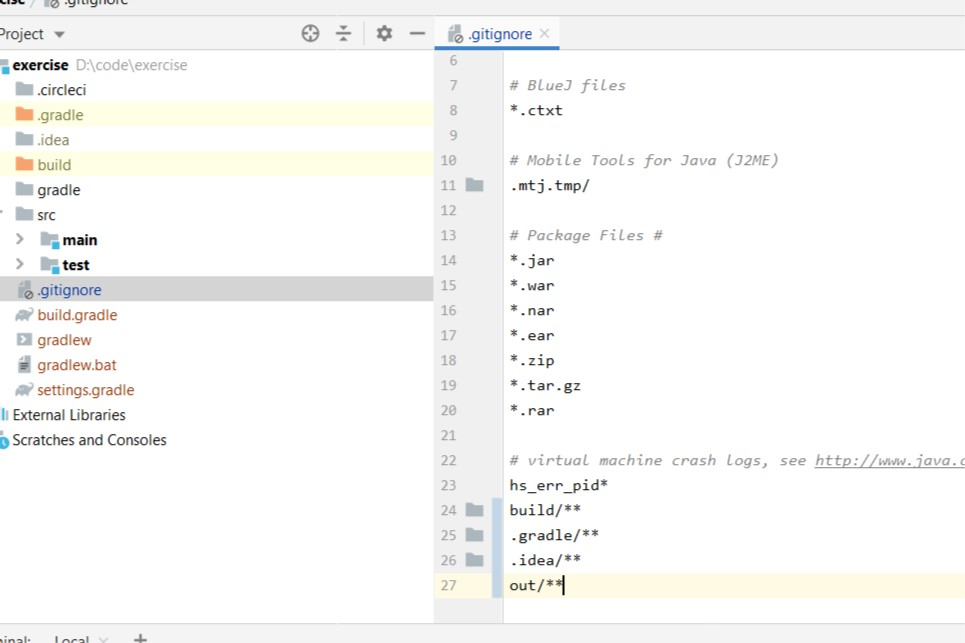 .gitignore
Project
exercise D:\code\exercise
.circleci
.gradle
.idea
build
gradle
src
main
test
.gitignore
build.gradle
gradlew
gradlew.bat
settings.gradle
External Libraries
Scratches and Consoles
.gitignore
6
7 # BlueJ files
8 *.ctxt
9
10 # Mobile Tools for Java (J2ME)
11 .mtj.tmp/
12
13 # Package Files #
14 *.jar
15 *.war
16 *.nar
17 *.ear
18 *.zip
19 *.tar.gz
20 *.rar
21
22 # virtual machine crash logs, see http://www.java.c
23 hs_err_pid*
24 build/**
25 .gradle/**
26 .idea/**
27 out/**
Local